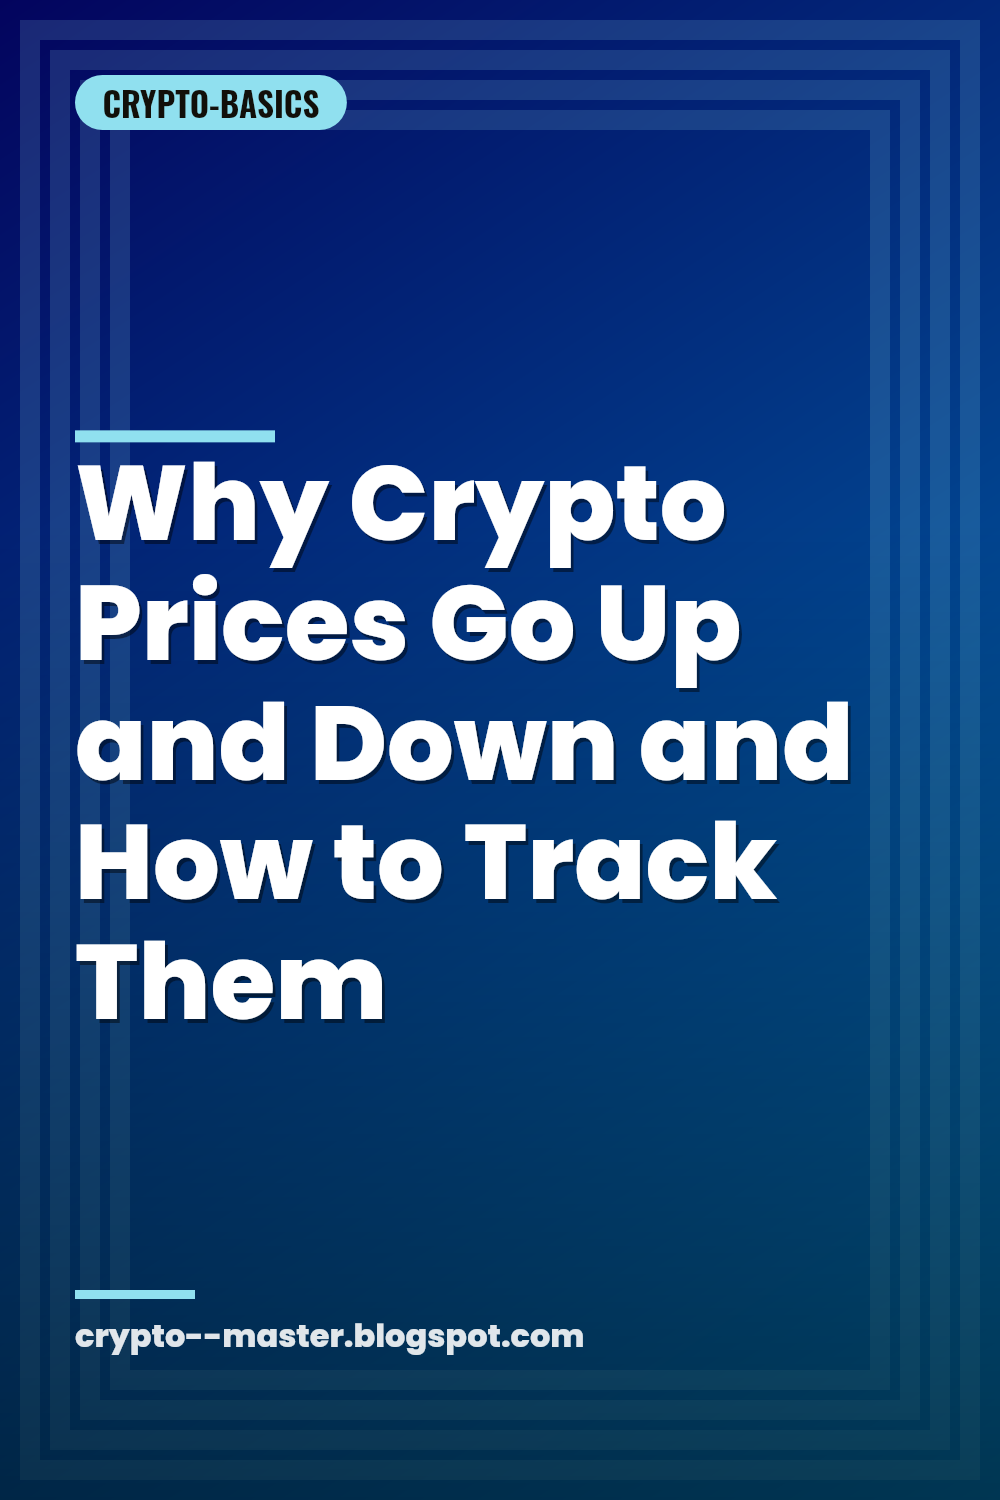 CRYPTO-BASICS
Why Crypto
Prices Go Up
and Down and
How to Track
Them
crypto--master.blogspot.com